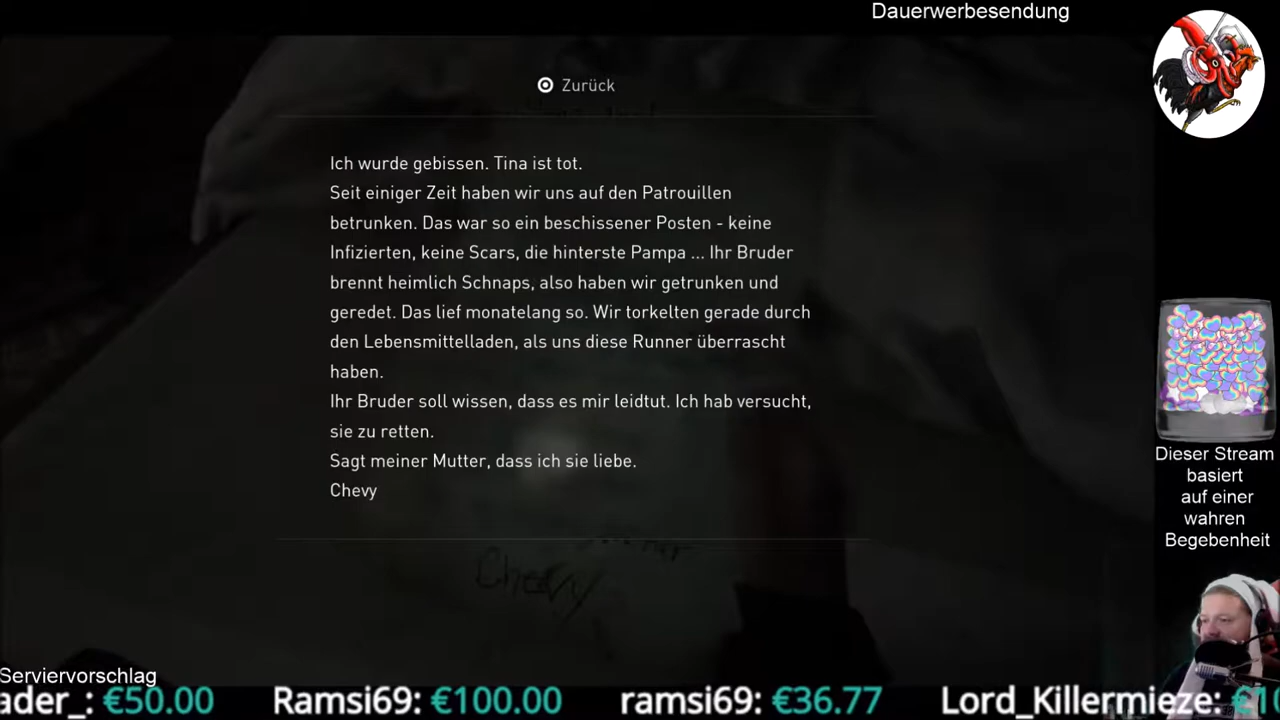 Dauerwerbesendung
Zurück
Ich wurde gebissen. Tina ist tot.
Seit einiger Zeit haben wir uns auf den Patrouillen
betrunken. Das war so ein beschissener Posten - keine
Infizierten, keine Scars, die hinterste Pampa ... Ihr Bruder
brennt heimlich Schnaps, also haben wir getrunken und
geredet. Das lief monatelang so. Wir torkelten gerade durch
den Lebensmittelladen, als uns diese Runner überrascht
haben.
Ihr Bruder soll wissen, dass es mir leidtut. Ich hab versucht,
sie zu retten.
Sagt meiner Mutter, dass ich sie liebe.
Chevy
Chevy
Dieser Stream
basiert
auf einer
wahren
Begebenheit
Serviervorschlag
ader_: €50.00 Ramsi69: €100.00 ramsi69: €36.77 Lord_Killermieze: